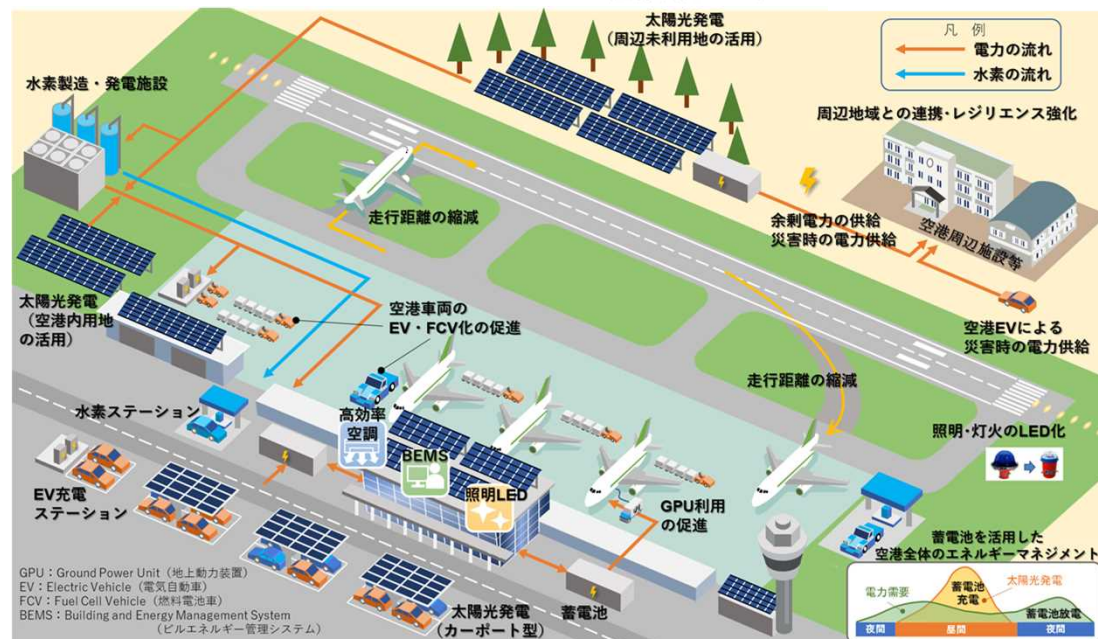 太陽光発電
（周辺未利用地の活用）
凡　例
電力の流れ
水素の流れ
水素製造・発電施設
周辺地域との連携・レジリエンス強化
走行距離の縮減
余剰電力の供給
災害時の電力供給
空港周辺施設等
太陽光発電
（空港内用地
の活用）
空港車両の
EV・FCV化の促進
空港EVによる
災害時の電力供給
走行距離の縮減
水素ステーション
高効率
空調
BEMS
照明LED
照明・灯火のLED化
EV充電
ステーション
GPU利用
の促進
蓄電池を活用した
空港全体のエネルギーマネジメント
GPU：Ground Power Unit（地上動力装置）
EV：Electric Vehicle（電気自動車）
FCV：Fuel Cell Vehicle（燃料電池車）
BEMS：Building and Energy Management System
（ビルエネルギー管理システム）
太陽光発電
（カーポート型）
蓄電池
電力需要
蓄電池
充電
太陽光発電
蓄電池放電
夜間
昼間
夜間